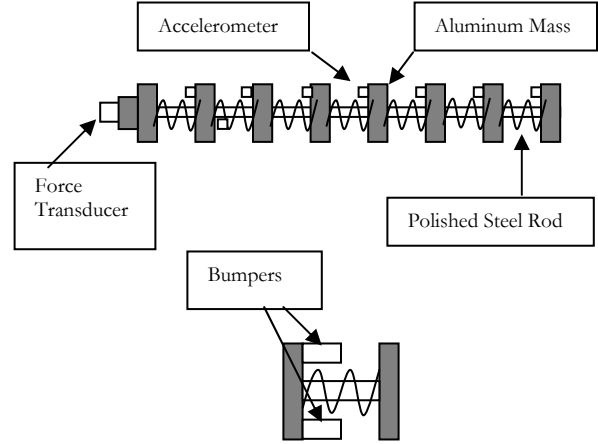 Accelerometer
Aluminum Mass
Force
Transducer
Polished Steel Rod
Bumpers